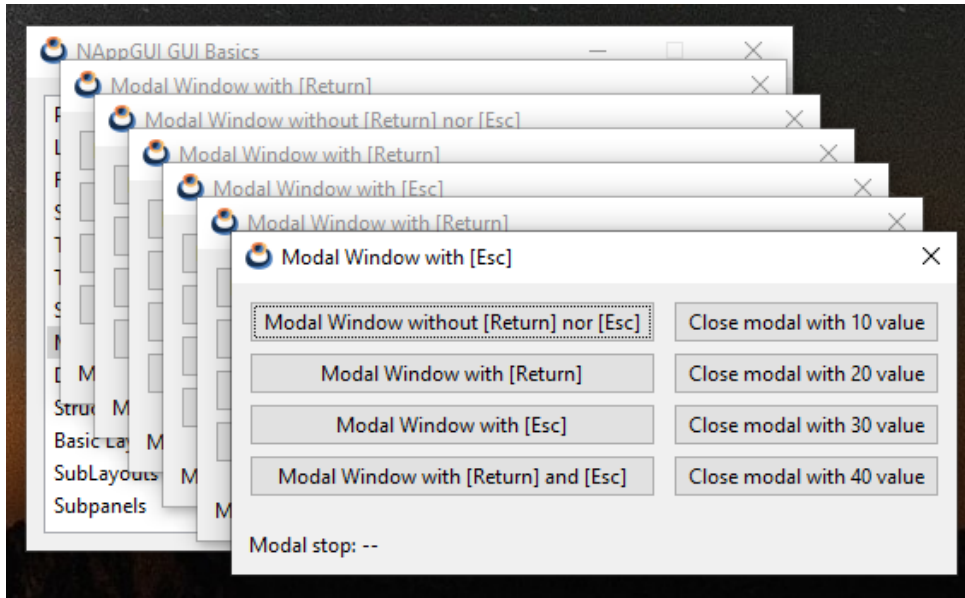 NAppGUI GUI Basics
Modal Window with [Return]
Modal Window without [Return] nor [Esc]
Modal Window with [Return]
Modal Window with [Esc]
Modal Window with [Return]
Modal Window with [Esc]
Modal Window without [Return] nor [Esc]
Close modal with 10 value
Modal Window with [Return]
Close modal with 20 value
Modal Window with [Esc]
Close modal with 30 value
Modal Window with [Return] and [Esc]
Close modal with 40 value
Modal stop: --
Basic Lay
SubLayouts
Subpanels